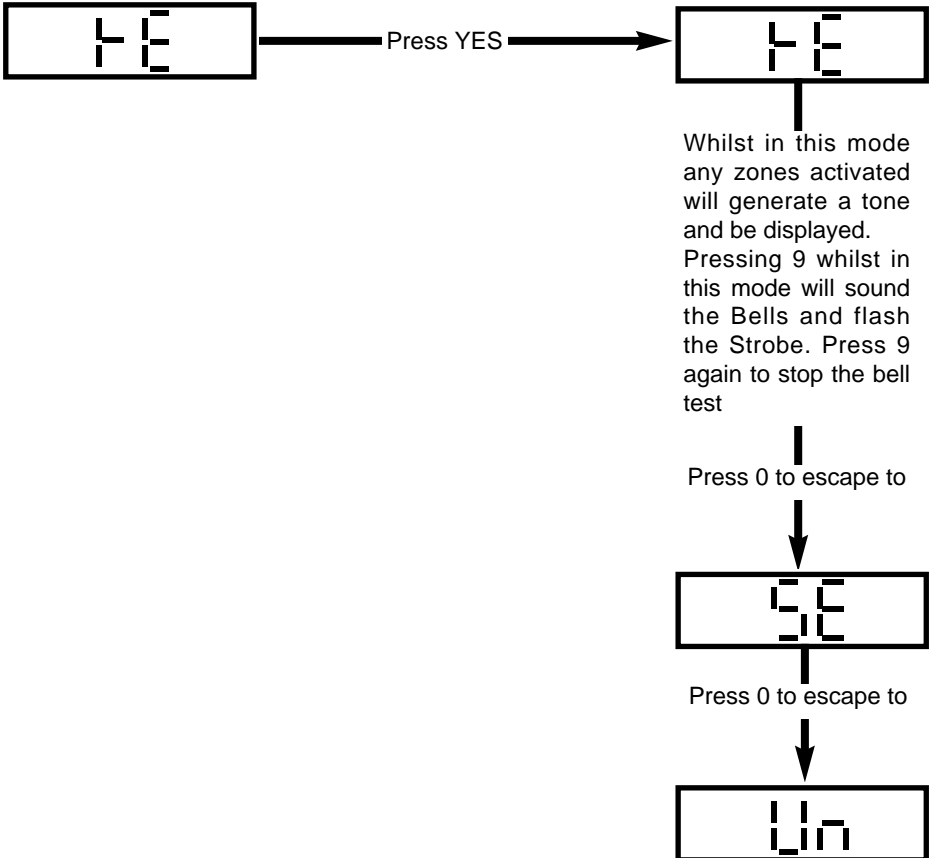 tE
Press YES
tE
Whilst in this mode
any zones activated
will generate a tone
and be displayed.
Pressing 9 whilst in
this mode will sound
the Bells and flash
the Strobe. Press 9
again to stop the bell
test
Press 0 to escape to
SE
Press 0 to escape to
Un